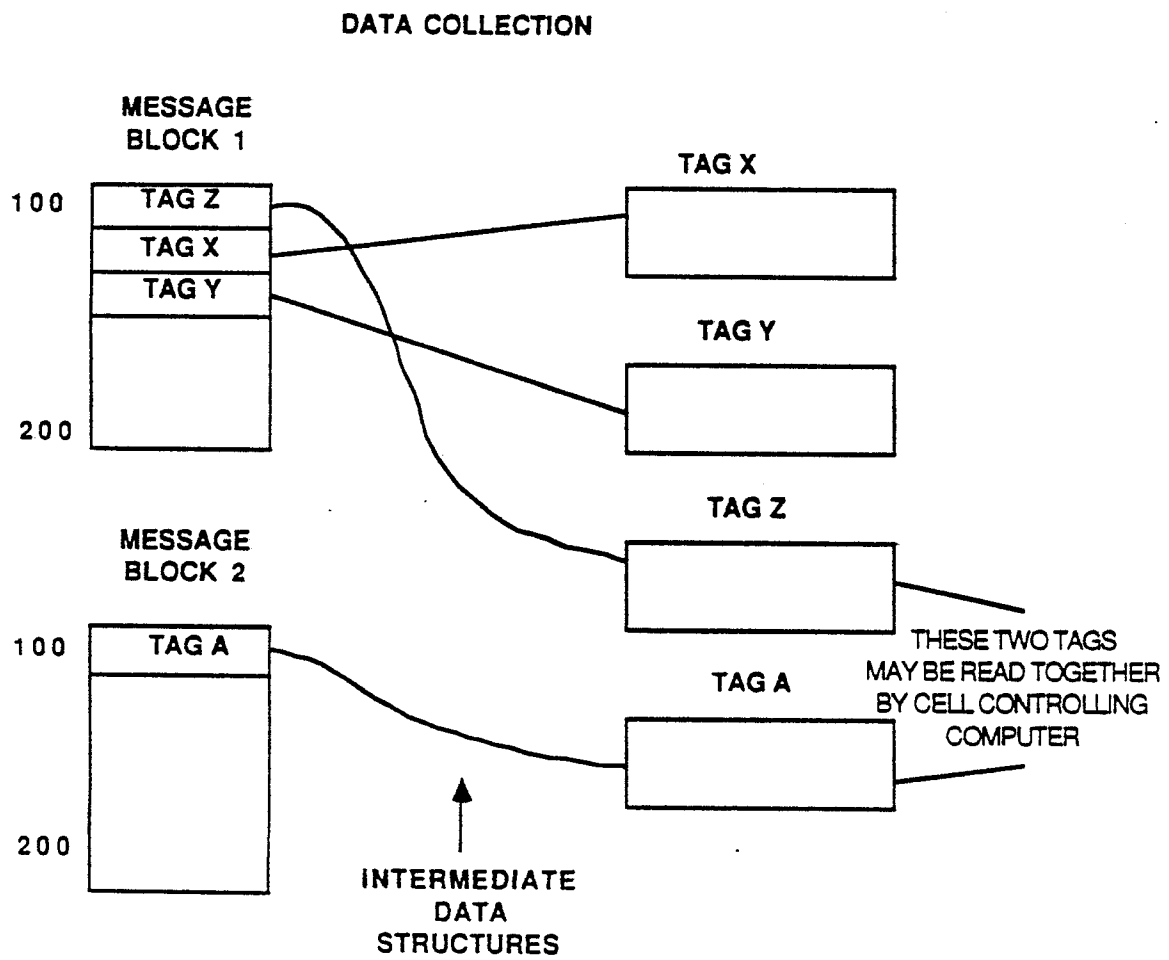 DATA COLLECTION
MESSAGE
BLOCK 1
100
TAG Z
TAG X
TAG Y
200
MESSAGE
BLOCK 2
100
TAG A
200
TAG X
TAG Y
TAG Z
TAG A
THESE TWO TAGS
MAY BE READ TOGETHER
BY CELL CONTROLLING
COMPUTER
INTERMEDIATE
DATA
STRUCTURES